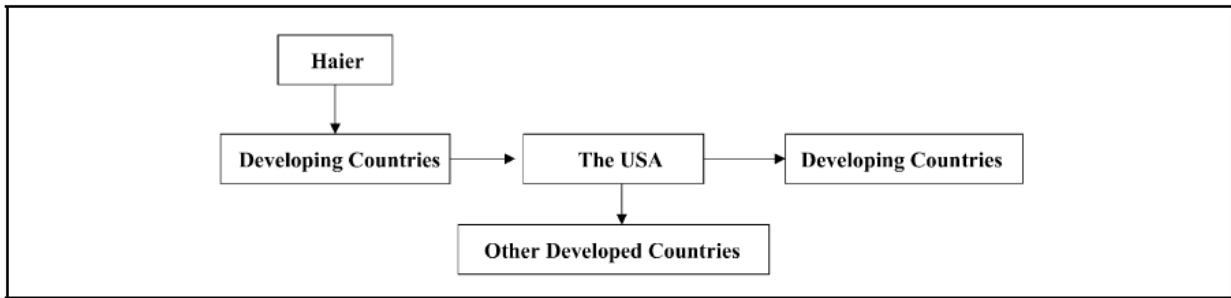 Haier
Developing Countries
The USA
Developing Countries
Other Developed Countries